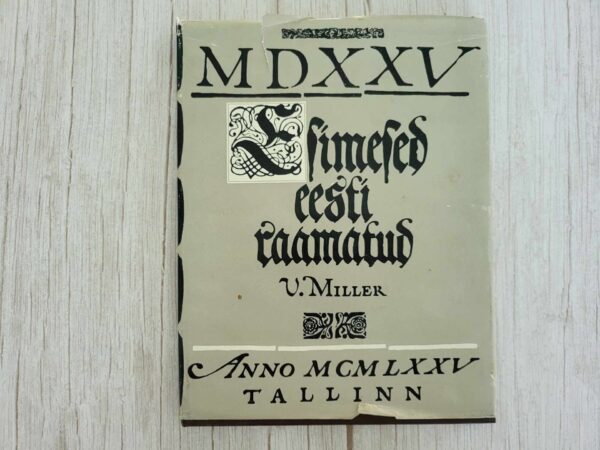 MDXXV
Esimesed
eesti
raamatud
V. MILLER
ANNO MCMLXXV
TALLINN